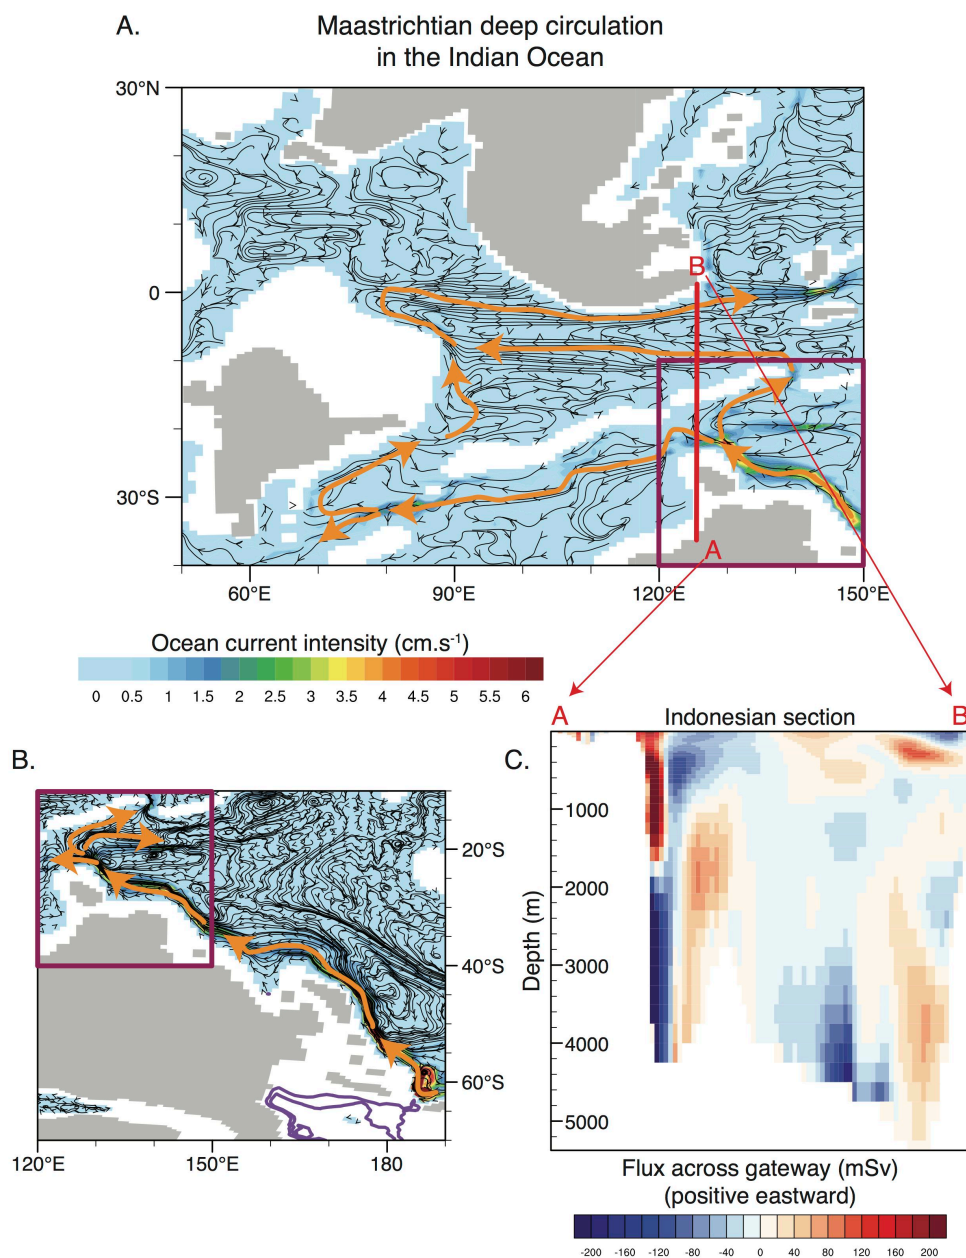 A.
Maastrichtian deep circulation
in the Indian Ocean
30°N
0
30°S
B
A
60°E
90°E
120°E
150°E
Ocean current intensity (cm.s⁻¹)
0 0.5 1 1.5 2 2.5 3 3.5 4 4.5 5 5.5 6
A
Indonesian section
B
B.
C.
20°S
40°S
60°S
120°E
150°E
180
Depth (m)
1000
2000
3000
4000
5000
Flux across gateway (mSv)
(positive eastward)
-200 -160 -120 -80 -40 0 40 80 120 160 200